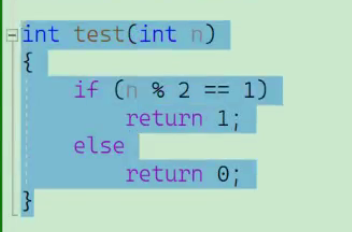 int test(int n)
{
    if (n % 2 == 1)
        return 1;
    else
        return 0;
}